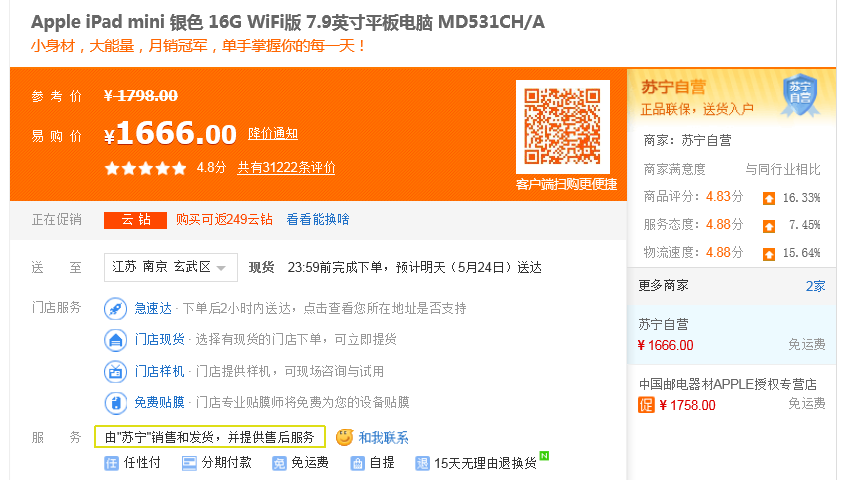 Apple iPad mini 银色 16G WiFi版 7.9英寸平板电脑 MD531CH/A
小身材，大能量，月销冠军，单手掌握你的每一天！
参考价 ¥1798.00
易购价 ¥1666.00 降价通知
4.8分 共有31222条评价
客户端扫购更便捷
正在促销 云钻 购买可返249云钻 看看能换啥
送至 江苏 南京 玄武区 现货 23:59前完成下单，预计明天（5月24日）送达
门店服务 急速达 · 下单后2小时内送达，点击查看您所在地址是否支持
门店现货 · 选择有现货的门店下单，可立即提货
门店样机 · 门店提供样机，可现场咨询与试用
免费贴膜 · 门店专业贴膜师将免费为您的设备贴膜
服务 由"苏宁"销售和发货，并提供售后服务 和我联系
任 任性付 分期付款 免 免运费 自提 退 15天无理由退换货 N
苏宁自营
正品联保，送货入户
苏宁
自营
商家：苏宁自营
商家满意度 与同行业相比
商品评分：4.83分 16.33%
服务态度：4.88分 7.45%
物流速度：4.88分 15.64%
更多商家 2家
苏宁自营
¥ 1666.00 免运费
中国邮电器材APPLE授权专营店
促 ¥ 1758.00 免运费